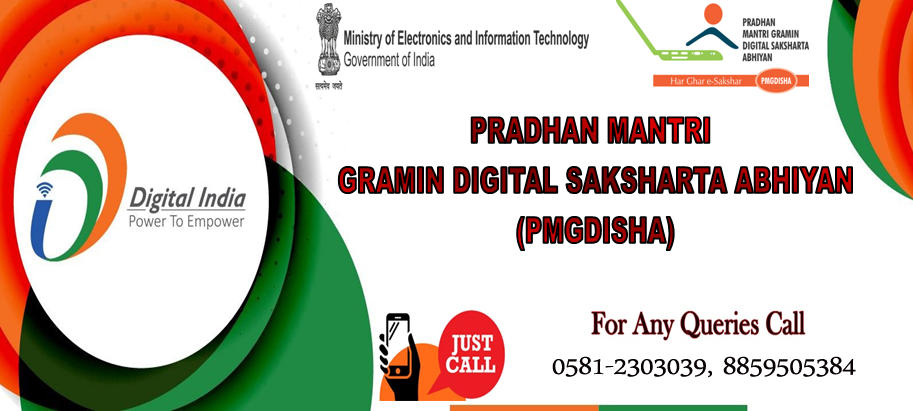 Digital India
Power To Empower
सत्यमेव जयते
Ministry of Electronics and Information Technology
Government of India
PRADHAN
MANTRI GRAMIN
DIGITAL SAKSHARTA
ABHIYAN
Har Ghar e-Sakshar PMGDISHA
PRADHAN MANTRI
GRAMIN DIGITAL SAKSHARTA ABHIYAN
(PMGDISHA)
JUST
CALL
For Any Queries Call
0581-2303039, 8859505384